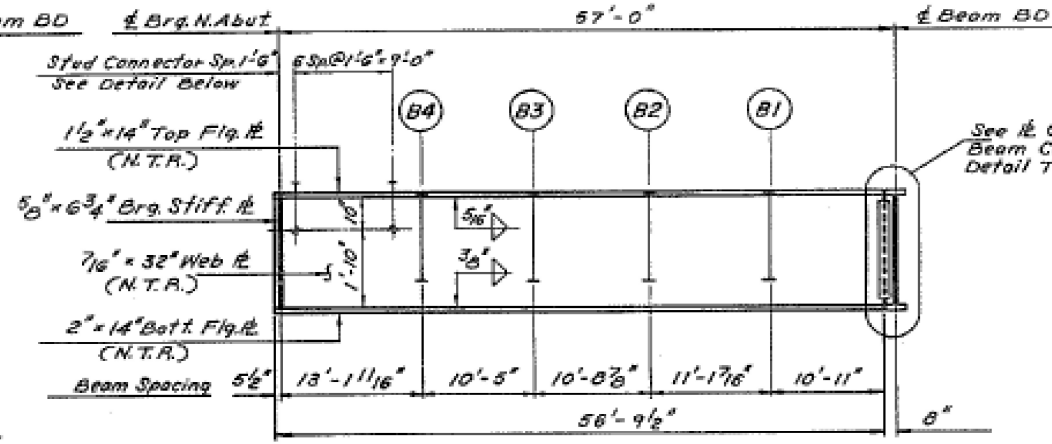 am BD
℄ Brg. N. Abut
57'-0"
℄ Beam BD
Stud Connector Sp. 1'-6"
6 Sp.@1'-6"=9'-0"
See Detail Below
B4
B3
B2
B1
1½"×14" Top Flg. ℄
(N.T.R.)
See ℄
Beam C
Detail T
⅝"×6¾" Brg. Stiff. ℄
10"
5/16"
7/16"×32" Web ℄
(N.T.R.)
1'-10"
3/8"
2"×14" Bott. Flg. ℄
(N.T.R.)
Beam Spacing
5½"
13'-1 11/16"
10'-5"
10'-8⅞"
11'-1 7/16"
10'-11"
56'-9½"
8"